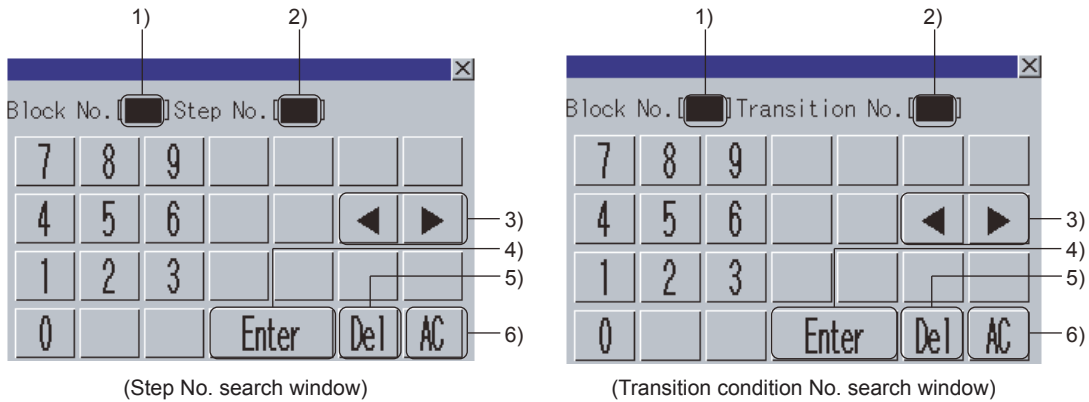 1)
2)
Block No.[ ]Step No.[ ]
7 8 9
4 5 6
3)
4)
1 2 3
5)
0 Enter Del AC
6)
(Step No. search window)
1)
2)
Block No.[ ]Transition No.[ ]
7 8 9
4 5 6
3)
4)
1 2 3
5)
0 Enter Del AC
6)
(Transition condition No. search window)